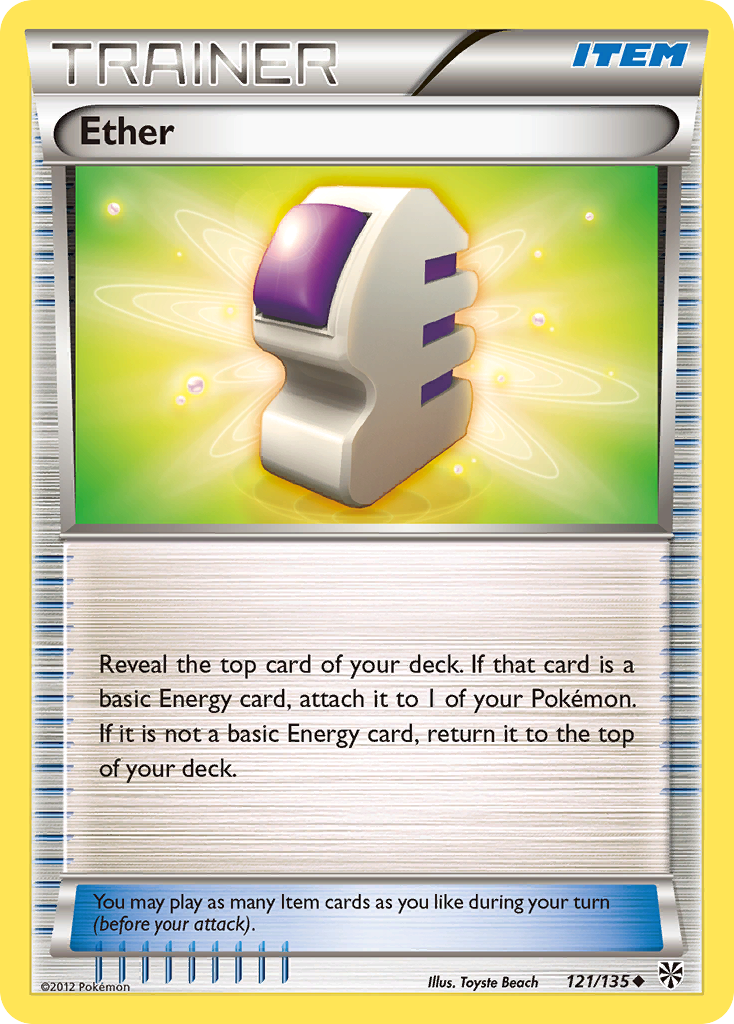 TRAINER
ITEM
Ether
Reveal the top card of your deck. If that card is a
basic Energy card, attach it to 1 of your Pokémon.
If it is not a basic Energy card, return it to the top
of your deck.
You may play as many Item cards as you like during your turn
(before your attack).
©2012 Pokémon
Illus. Toyste Beach
121/135